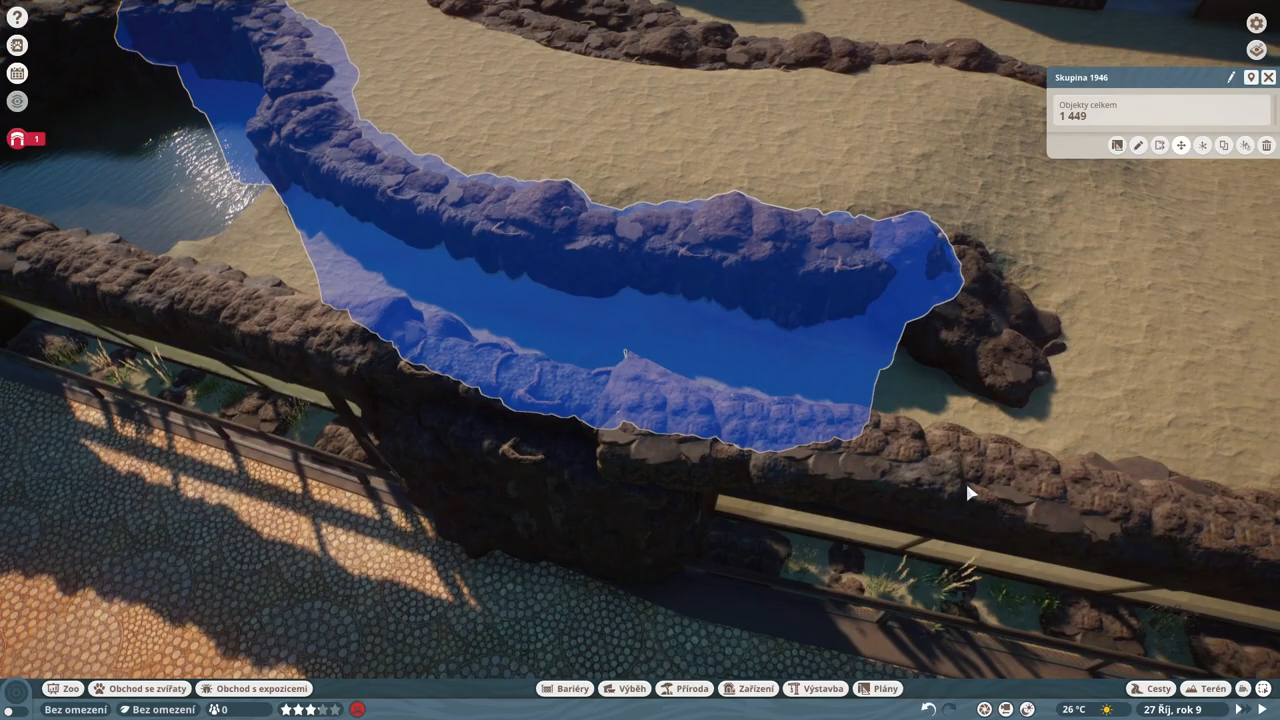 ?
Skupina 1946
Objekty celkem
1 449
1
Zoo
Obchod se zvířaty
Obchod s expozicemi
Bariéry
Výběh
Příroda
Zařízení
Výstavba
Plány
Cesty
Terén
Bez omezení
Bez omezení
0
26 °C
27 Říj, rok 9